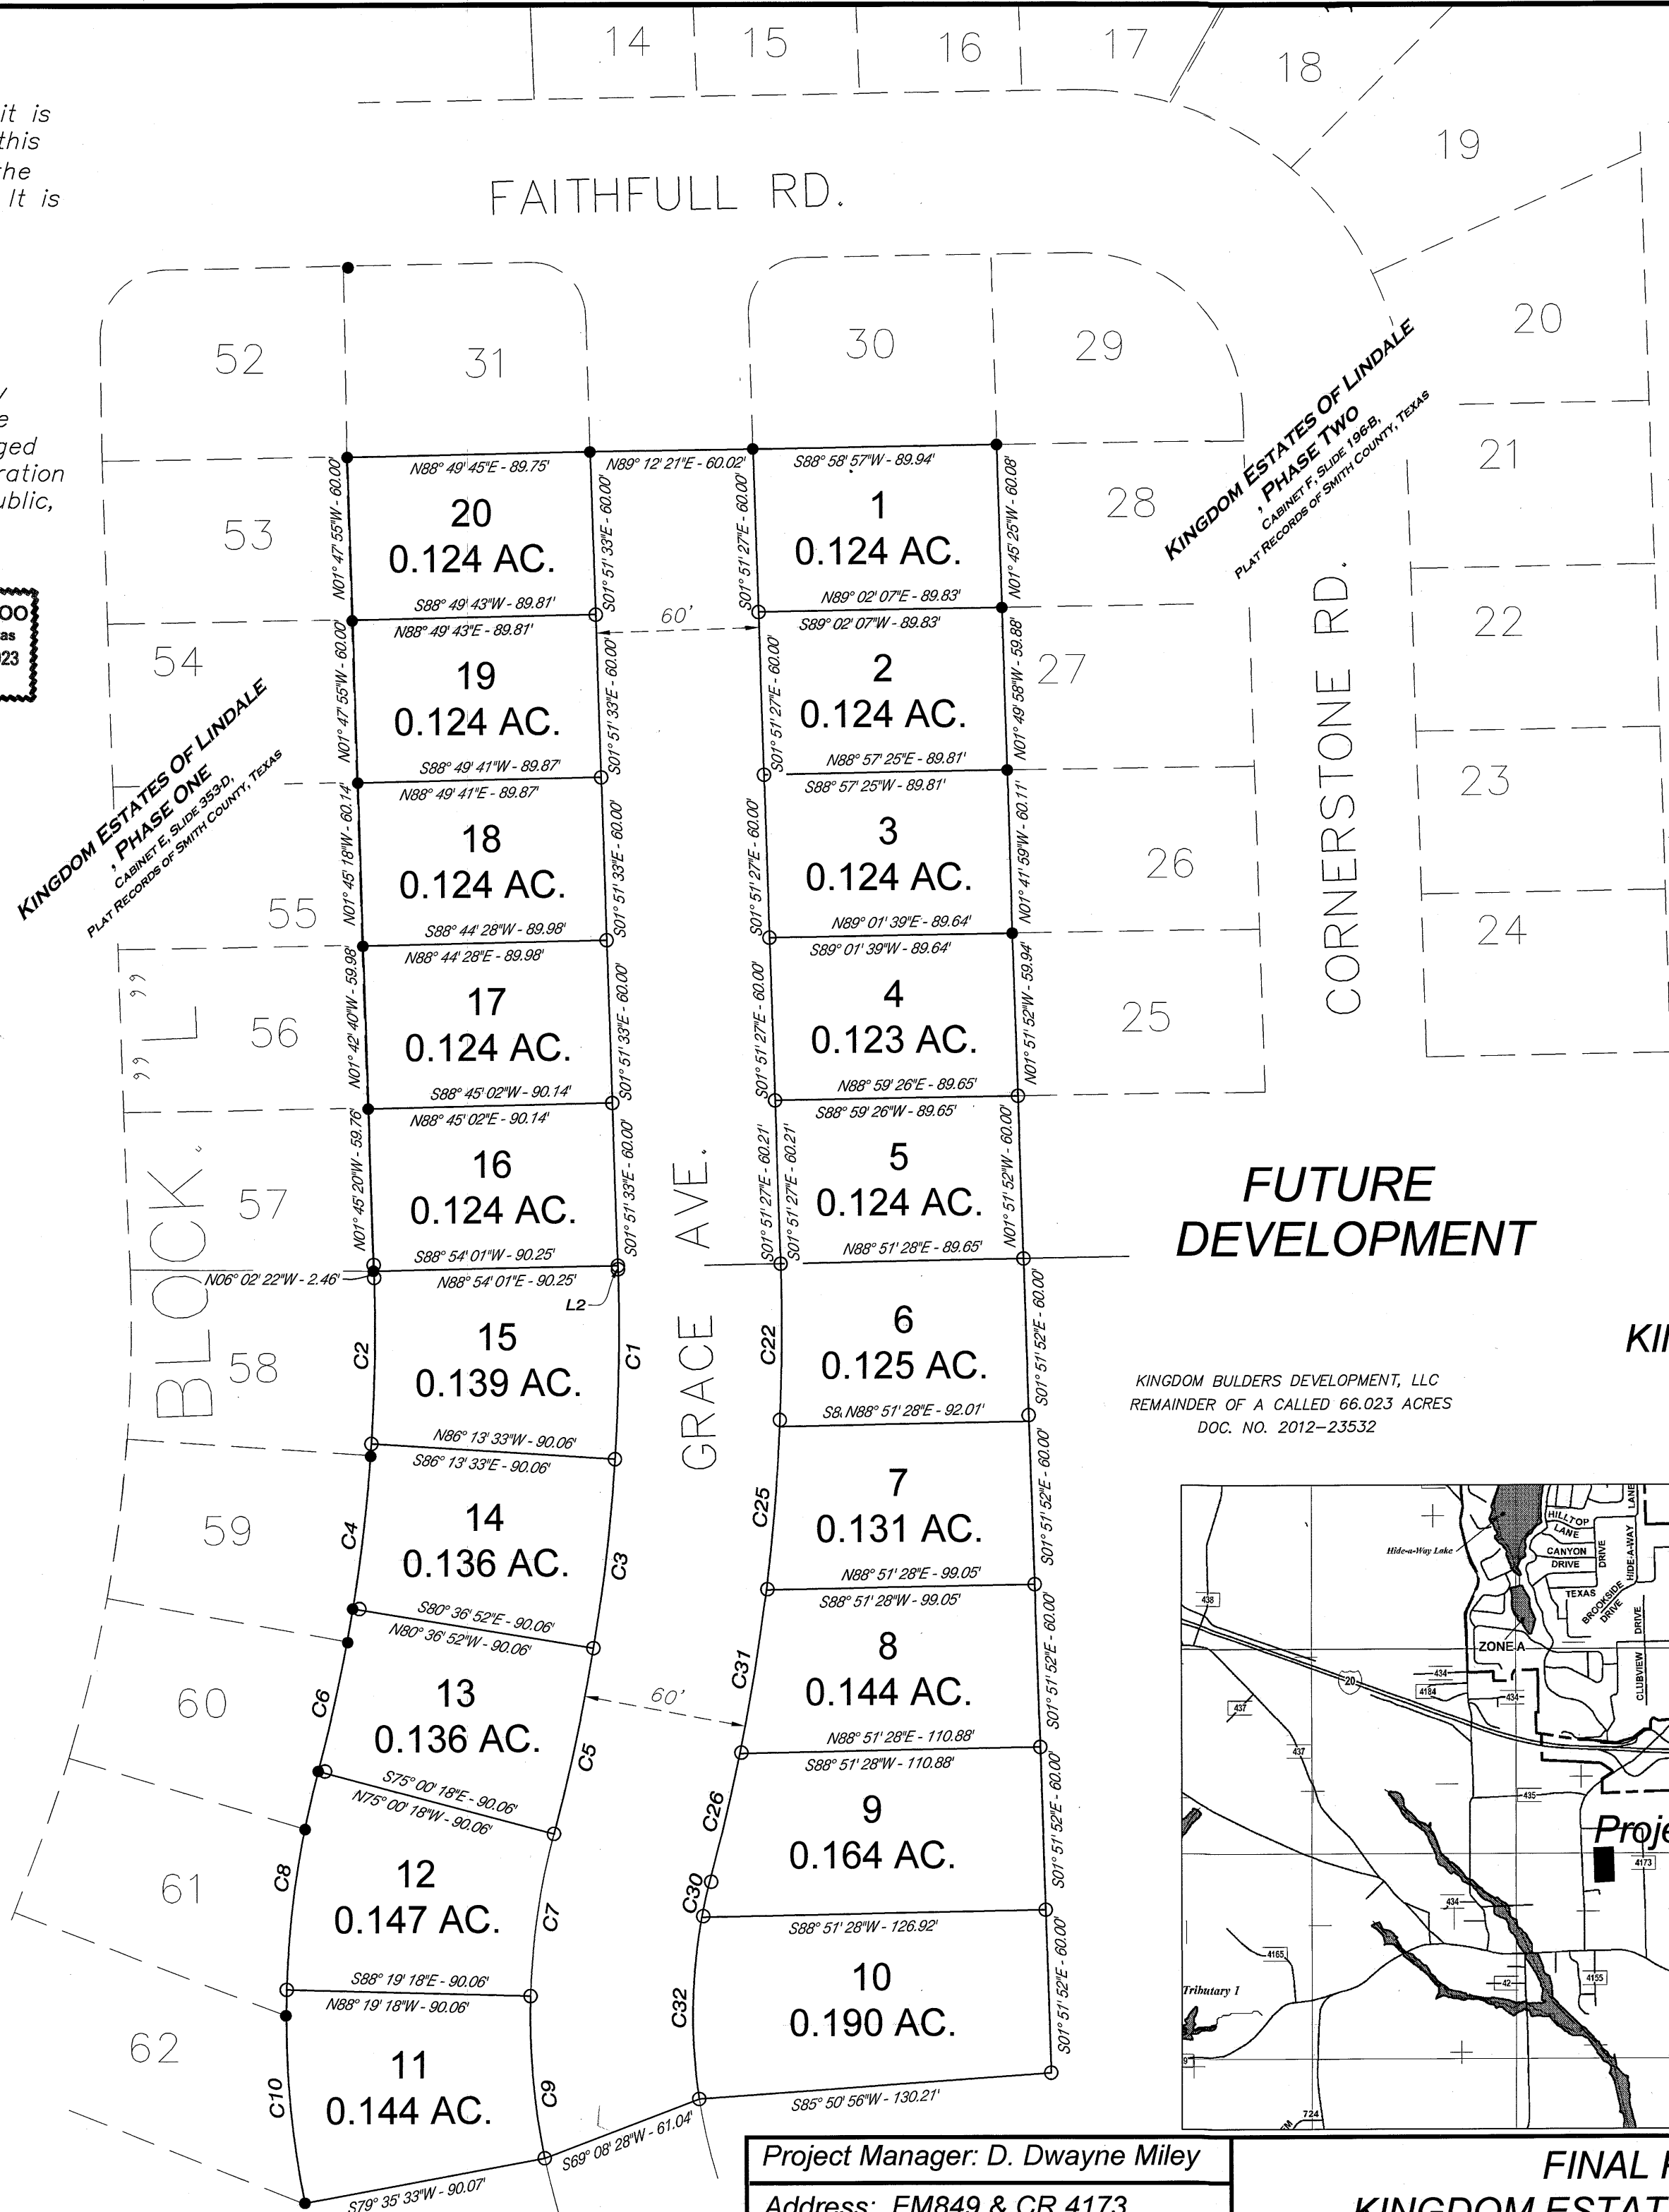 14
15
16
17
18
19
20
21
22
23
24
it is
this
the
It is
FAITHFULL RD.
52
31
30
29
ged
ration
ublic,
OO
as
23
53
54
55
56
57
58
59
60
61
62
28
27
26
25
KINGDOM ESTATES OF LINDALE
, PHASE TWO
CABINET F, SLIDE 196-B,
PLAT RECORDS OF SMITH COUNTY, TEXAS
KINGDOM ESTATES OF LINDALE
, PHASE ONE
CABINET E, SLIDE 353-D,
PLAT RECORDS OF SMITH COUNTY, TEXAS
BLOCK. "L"
GRACE AVE.
CORNERSTONE RD.
N88° 49' 45"E - 89.75'
N89° 12' 21"E - 60.02'
S88° 58' 57"W - 89.94'
N01° 47' 55"W - 60.00'
20
0.124 AC.
S01° 51' 33"E - 60.00'
S01° 51' 27"E - 60.00'
1
0.124 AC.
N01° 45' 25"W - 60.08'
S88° 49' 43"W - 89.81'
N88° 49' 43"E - 89.81'
60'
N89° 02' 07"E - 89.83'
S89° 02' 07"W - 89.83'
N01° 47' 55"W - 60.00'
19
0.124 AC.
S01° 51' 33"E - 60.00'
S01° 51' 27"E - 60.00'
2
0.124 AC.
N01° 49' 58"W - 59.88'
S88° 49' 41"W - 89.87'
N88° 49' 41"E - 89.87'
N88° 57' 25"E - 89.81'
S88° 57' 25"W - 89.81'
N01° 45' 18"W - 60.14'
18
0.124 AC.
S01° 51' 33"E - 60.00'
S01° 51' 27"E - 60.00'
3
0.124 AC.
N01° 41' 59"W - 60.11'
S88° 44' 28"W - 89.98'
N88° 44' 28"E - 89.98'
N89° 01' 39"E - 89.64'
S89° 01' 39"W - 89.64'
N01° 42' 40"W - 59.98'
17
0.124 AC.
S01° 51' 33"E - 60.00'
S01° 51' 27"E - 60.00'
4
0.123 AC.
N01° 51' 52"W - 59.94'
S88° 45' 02"W - 90.14'
N88° 45' 02"E - 90.14'
N88° 59' 26"E - 89.65'
S88° 59' 26"W - 89.65'
N01° 45' 20"W - 59.76'
16
0.124 AC.
S01° 51' 33"E - 60.00'
S01° 51' 27"E - 60.21'
S01° 51' 27"E - 60.21'
5
0.124 AC.
N01° 51' 52"W - 60.00'
S88° 54' 01"W - 90.25'
N88° 54' 01"E - 90.25'
N06° 02' 22"W - 2.46'
L2
N88° 51' 28"E - 89.65'
C2
15
0.139 AC.
C1
C22
6
0.125 AC.
S01° 51' 52"E - 60.00'
N86° 13' 33"W - 90.06'
S86° 13' 33"E - 90.06'
N88° 51' 28"E - 92.01'
C4
14
0.136 AC.
C3
C25
7
0.131 AC.
S01° 51' 52"E - 60.00'
S80° 36' 52"E - 90.06'
N80° 36' 52"W - 90.06'
N88° 51' 28"E - 99.05'
S88° 51' 28"W - 99.05'
C6
13
0.136 AC.
C5
60'
C31
8
0.144 AC.
S01° 51' 52"E - 60.00'
S75° 00' 18"E - 90.06'
N75° 00' 18"W - 90.06'
N88° 51' 28"E - 110.88'
S88° 51' 28"W - 110.88'
C8
12
0.147 AC.
C7
C26
C30
9
0.164 AC.
S01° 51' 52"E - 60.00'
S88° 19' 18"E - 90.06'
N88° 19' 18"W - 90.06'
S88° 51' 28"W - 126.92'
C10
11
0.144 AC.
C9
C32
10
0.190 AC.
S01° 51' 52"E - 60.00'
S79° 35' 33"W - 90.07'
S69° 08' 28"W - 61.04'
S85° 50' 56"W - 130.21'
FUTURE
DEVELOPMENT
KINGDOM BULDERS DEVELOPMENT, LLC
REMAINDER OF A CALLED 66.023 ACRES
DOC. NO. 2012-23532
KI
Hide-a-Way Lake
HILLTOP
LANE
CANYON
DRIVE
TEXAS
BROOKSIDE
DRIVE
DRIVE
HIDE-A-WAY
LANE
CLUBVIEW
DRIVE
ZONE A
438
20
434
4184
434
437
437
435
Proje
4173
434
4165
42
4155
Tributary 1
9
724
FM
Project Manager: D. Dwayne Miley
Address: FM849 & CR 4173
FINAL
KINGDOM ESTAT